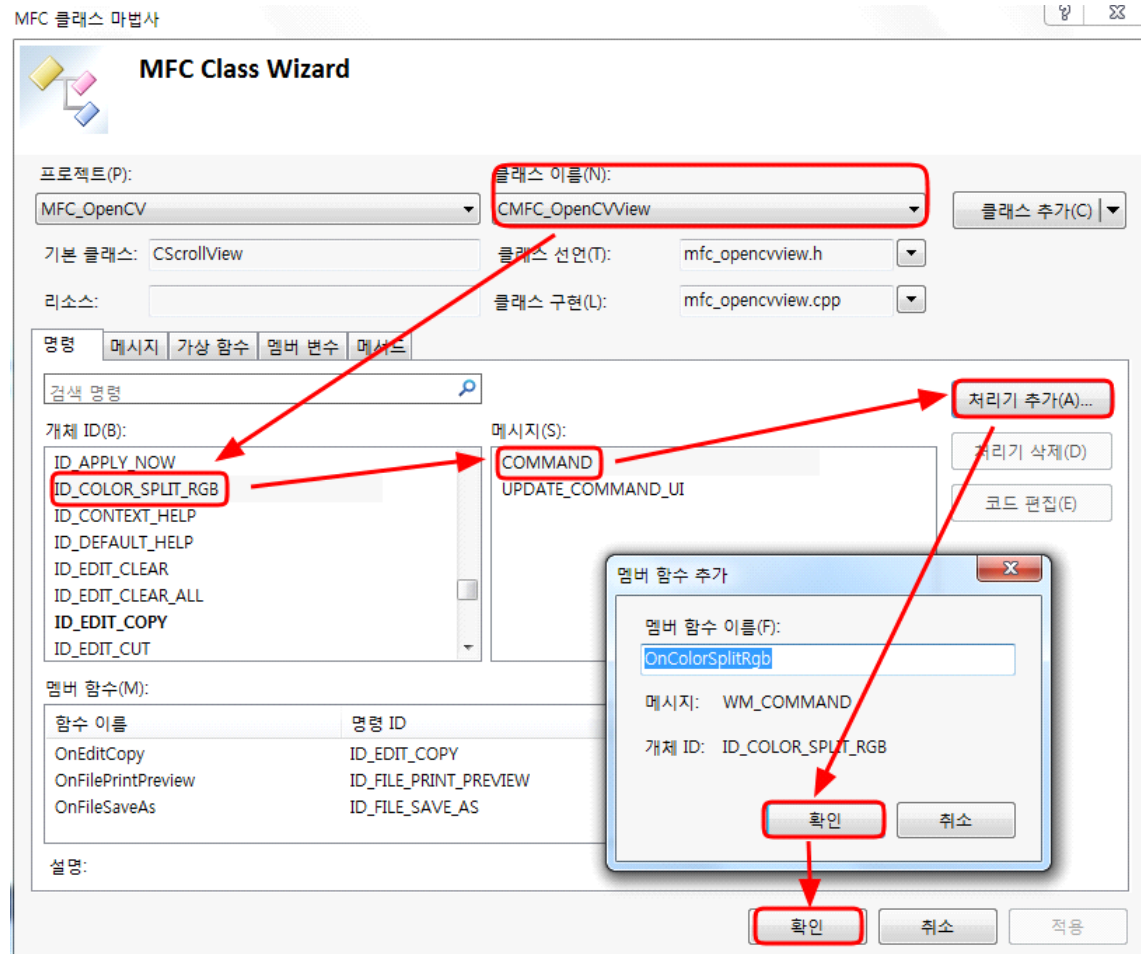 MFC 클래스 마법사
MFC Class Wizard
프로젝트(P):
클래스 이름(N):
MFC_OpenCV
CMFC_OpenCVView
클래스 추가(C)
기본 클래스:
CScrollView
클래스 선언(T):
mfc_opencvview.h
리소스:
클래스 구현(L):
mfc_opencvview.cpp
명령
메시지
가상 함수
멤버 변수
메서드
검색 명령
처리기 추가(A)...
개체 ID(B):
메시지(S):
처리기 삭제(D)
코드 편집(E)
ID_APPLY_NOW
ID_COLOR_SPLIT_RGB
ID_CONTEXT_HELP
ID_DEFAULT_HELP
ID_EDIT_CLEAR
ID_EDIT_CLEAR_ALL
ID_EDIT_COPY
ID_EDIT_CUT
COMMAND
UPDATE_COMMAND_UI
멤버 함수 추가
멤버 함수 이름(F):
OnColorSplitRgb
메시지: WM_COMMAND
개체 ID: ID_COLOR_SPLIT_RGB
확인
취소
멤버 함수(M):
함수 이름
명령 ID
OnEditCopy
ID_EDIT_COPY
OnFilePrintPreview
ID_FILE_PRINT_PREVIEW
OnFileSaveAs
ID_FILE_SAVE_AS
설명:
확인
취소
적용